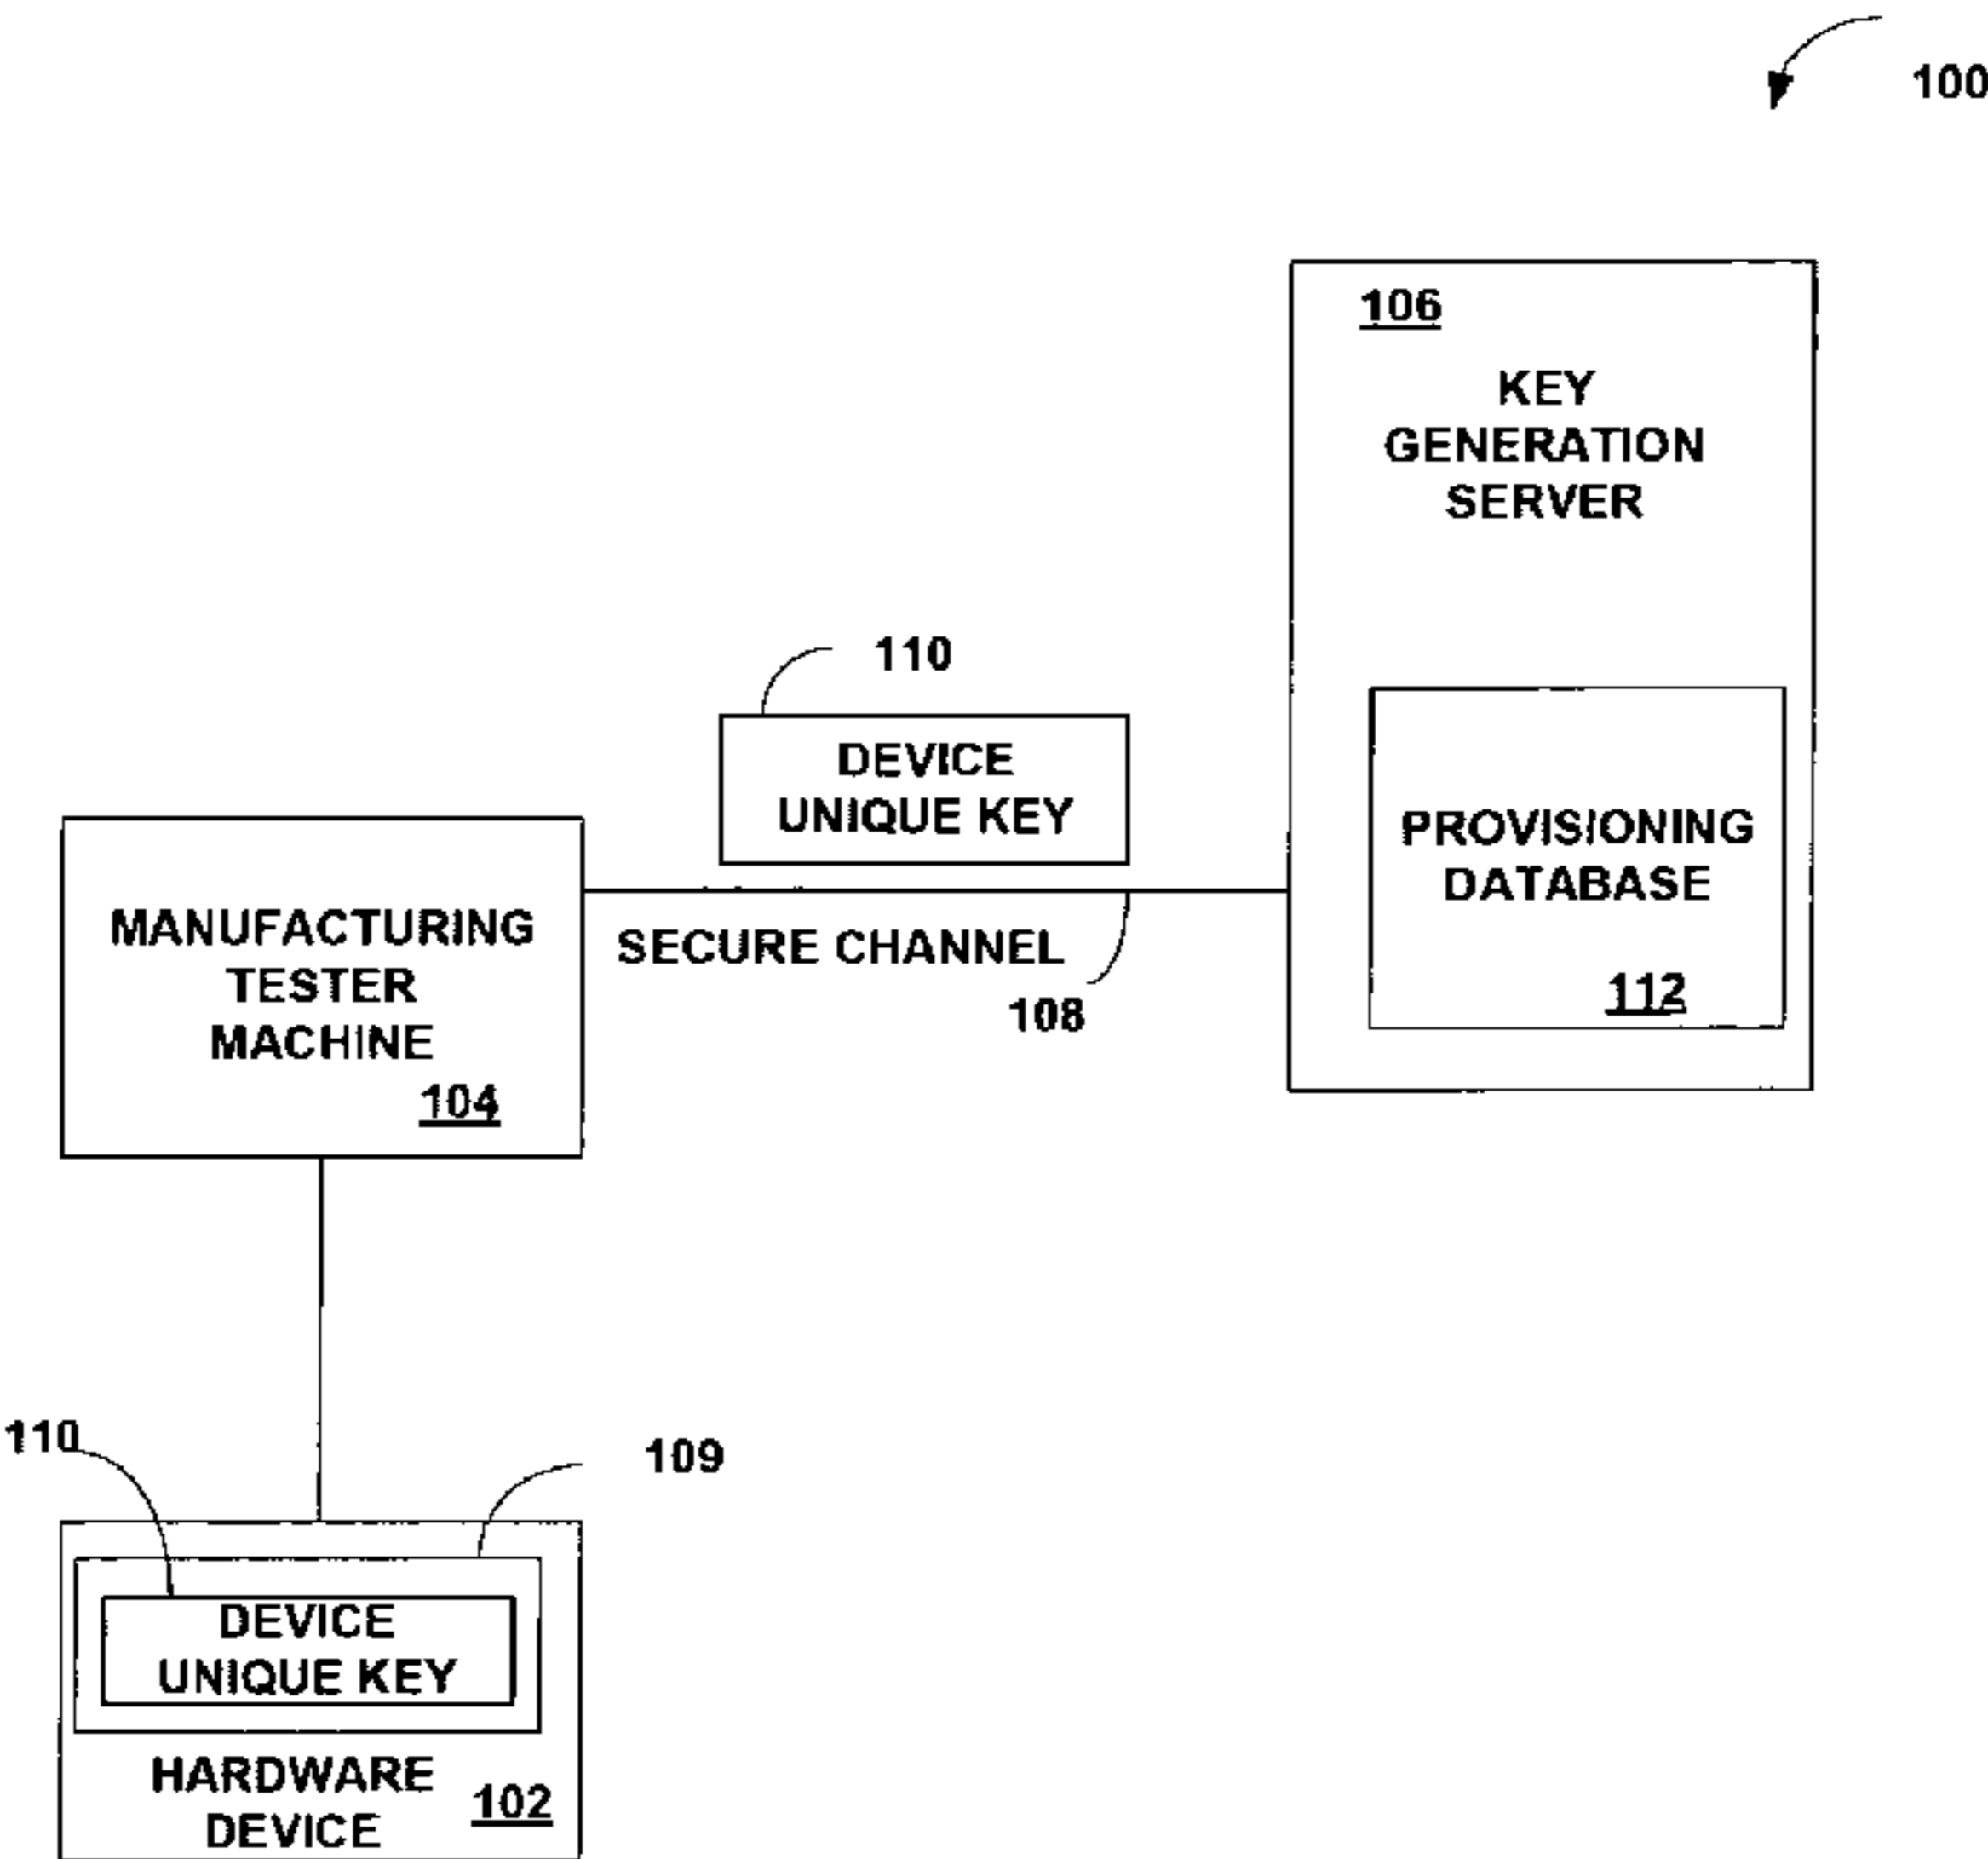 100
106
KEY
GENERATION
SERVER
110
DEVICE
UNIQUE KEY
PROVISIONING
DATABASE
112
MANUFACTURING
TESTER
MACHINE
104
SECURE CHANNEL
108
110
109
DEVICE
UNIQUE KEY
HARDWARE
DEVICE
102